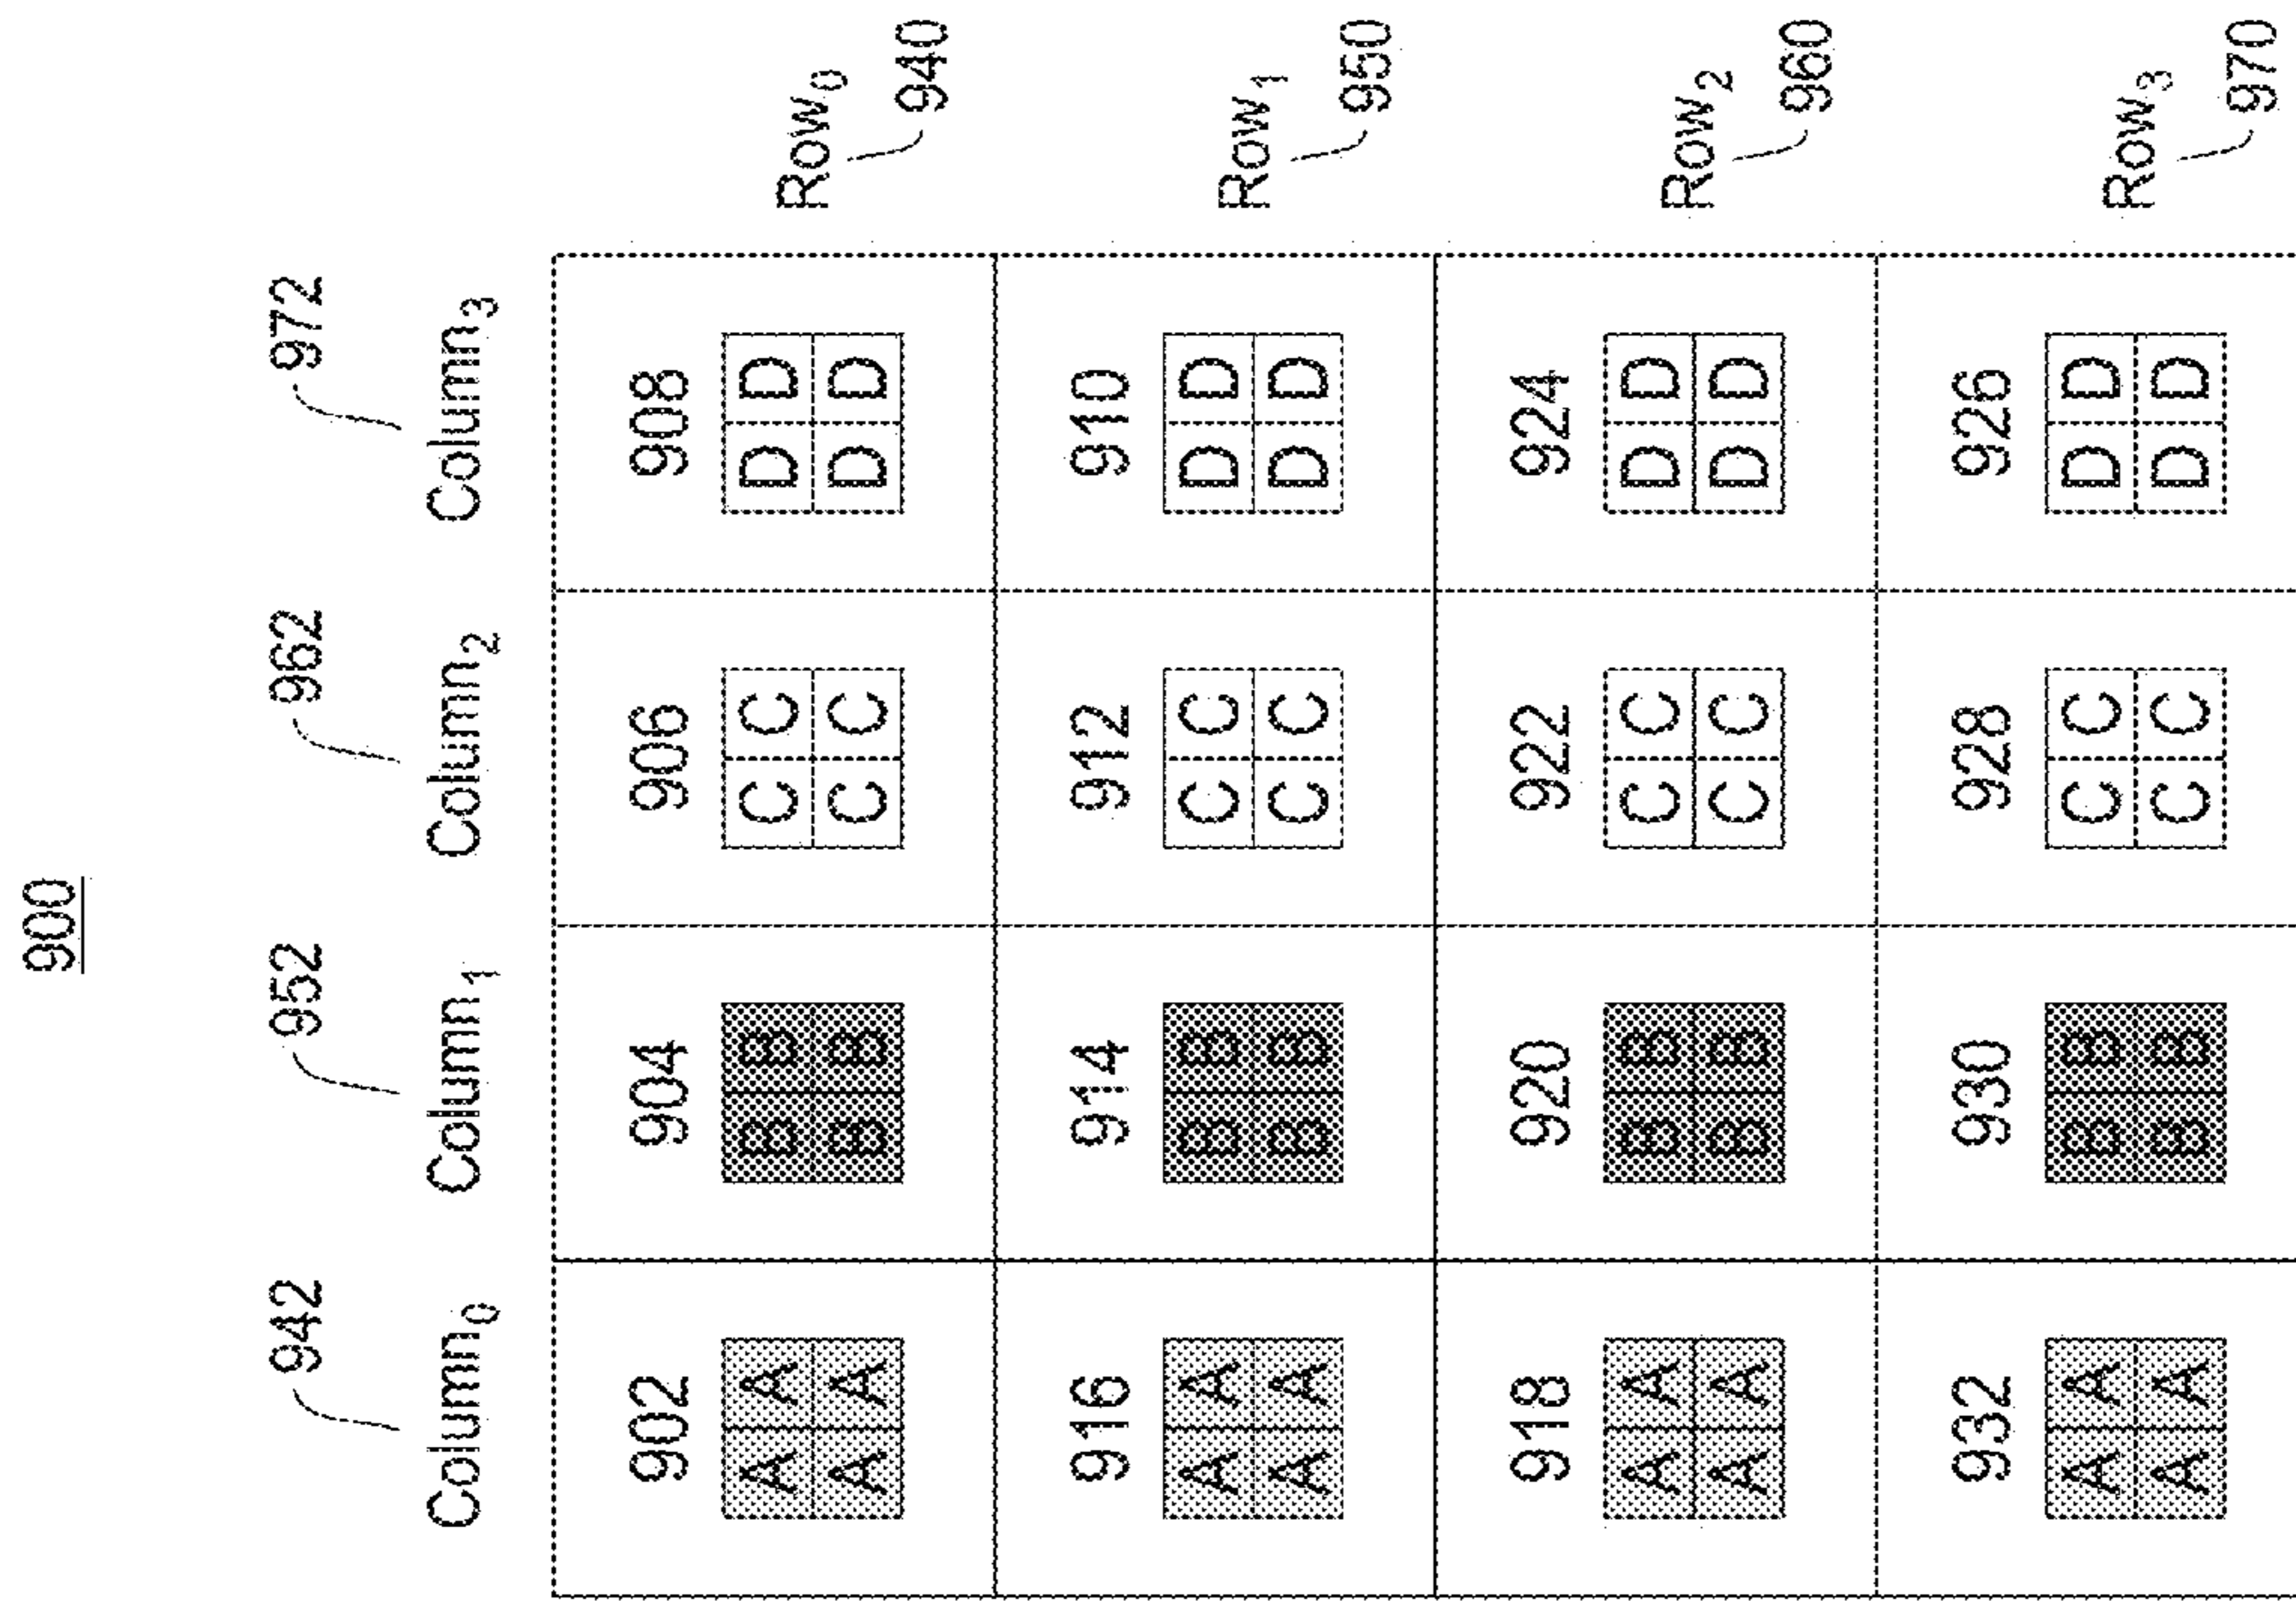 900
942 952 962 972
Column0 Column1 Column2 Column3
902 904 906 908
A A B B C C D D Row0
A A B B C C D D 940
916 914 912 910
A A B B C C D D Row1
A A B B C C D D 950
918 920 922 924
A A B B C C D D Row2
A A B B C C D D 960
932 930 928 926
A A B B C C D D Row3
A A B B C C D D 970